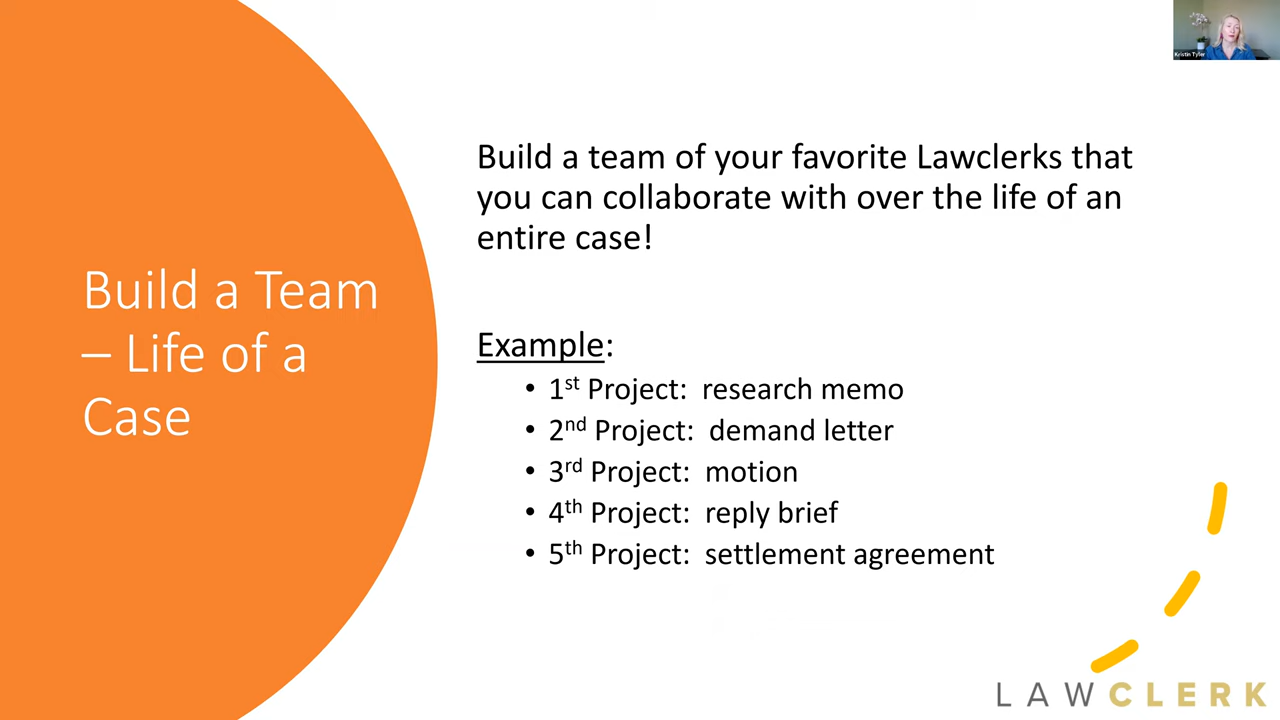 Kristin Tyler
Build a Team
– Life of a
Case
Build a team of your favorite Lawclerks that
you can collaborate with over the life of an
entire case!
Example:
• 1st Project:  research memo
• 2nd Project:  demand letter
• 3rd Project:  motion
• 4th Project:  reply brief
• 5th Project:  settlement agreement
LAWCLERK